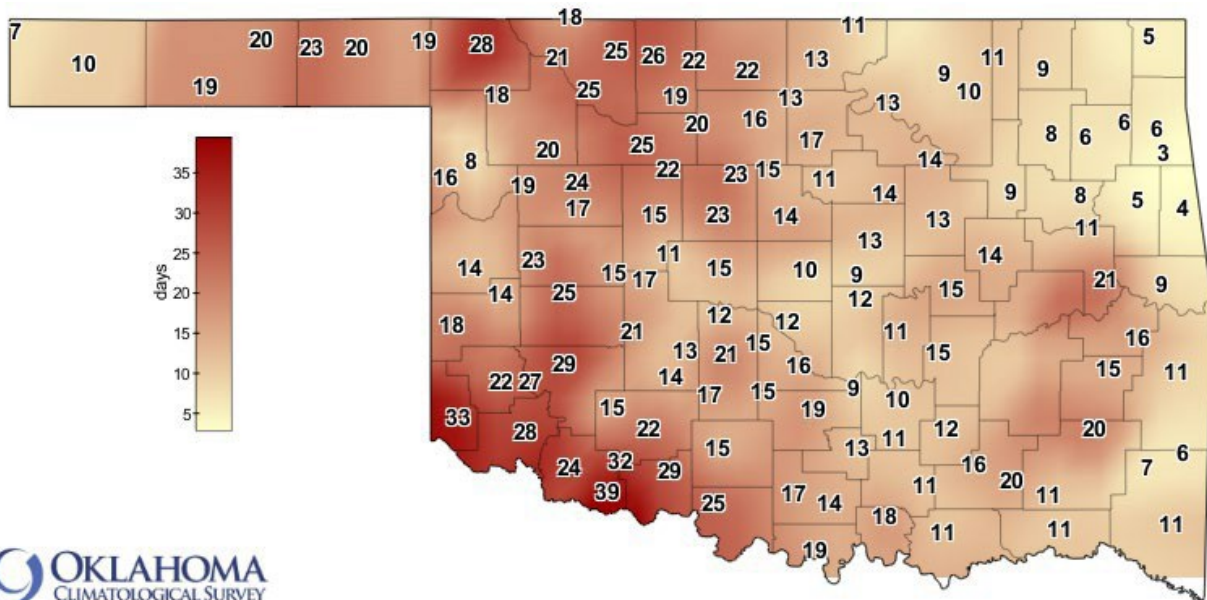 18
7 11
5
20 23 20 19 28 21 25 26 22 22 13 11
10 9 9
19 18 25 19 13 13 10
20 16
17 8 6 6 6
20 25 14 3
8 22 23 15
16 19 24 11 14 9 8 5 4
17 15 23 14 13
11 13 14 11
14 23 15 17 15 10 9 21 9
14 25 12 15
18 21 12 12 11 16
13 21 15 15
29 14 16 15 11
22 27 17 15 9 10
33 15 19
28 22 15 13 11 12 20
24 32 29 16 7 6
39 25 17 14 11 20 11
18 11 11 11
19
35
30
25
20
15
10
5
days
OKLAHOMA
CLIMATOLOGICAL SURVEY